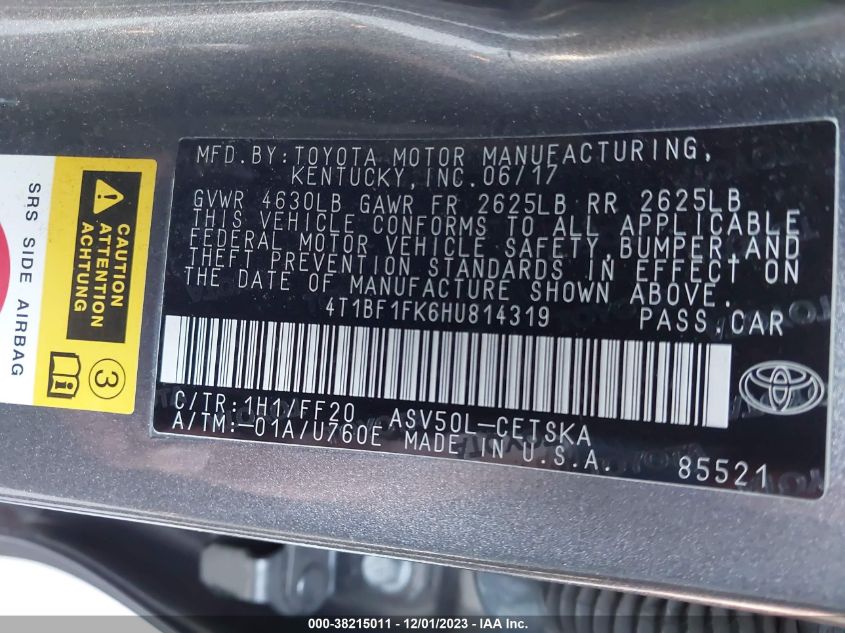 MFD.BY:TOYOTA MOTOR MANUFACTURING,
KENTUCKY,INC.06/17
GVWR 4630LB GAWR FR 2625LB RR 2625LB
THIS VEHICLE CONFORMS TO ALL APPLICABLE
FEDERAL MOTOR VEHICLE SAFETY,BUMPER,AND
THEFT PREVENTION STANDARDS IN EFFECT ON
THE DATE OF MANUFACTURE SHOWN ABOVE.
4T1BF1FK6HU814319 PASS.CAR
C/TR:1H1/FF20 ASV50L-CETSKA
A/TM:-01A/U760E MADE IN U.S.A. 85521
SRS SIDE AIRBAG
CAUTION
ATTENTION
ACHTUNG
3
000-38215011 - 12/01/2023 - IAA Inc.